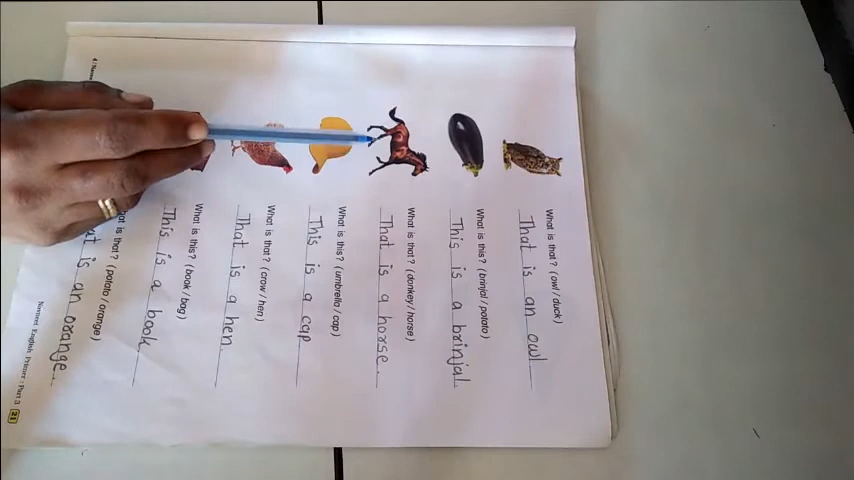 What is that? (owl / duck)
That is an owl
What is this? (brinjal / potato)
This is a brinjal.
What is that? (donkey / horse)
That is a horse.
What is this? (umbrella / cap)
This is a cap
What is that? (crow / hen)
That is a hen.
What is this? (book / bag)
This is a book
is that? (potato / orange)
is an orange.
English Primer : Part 3 21